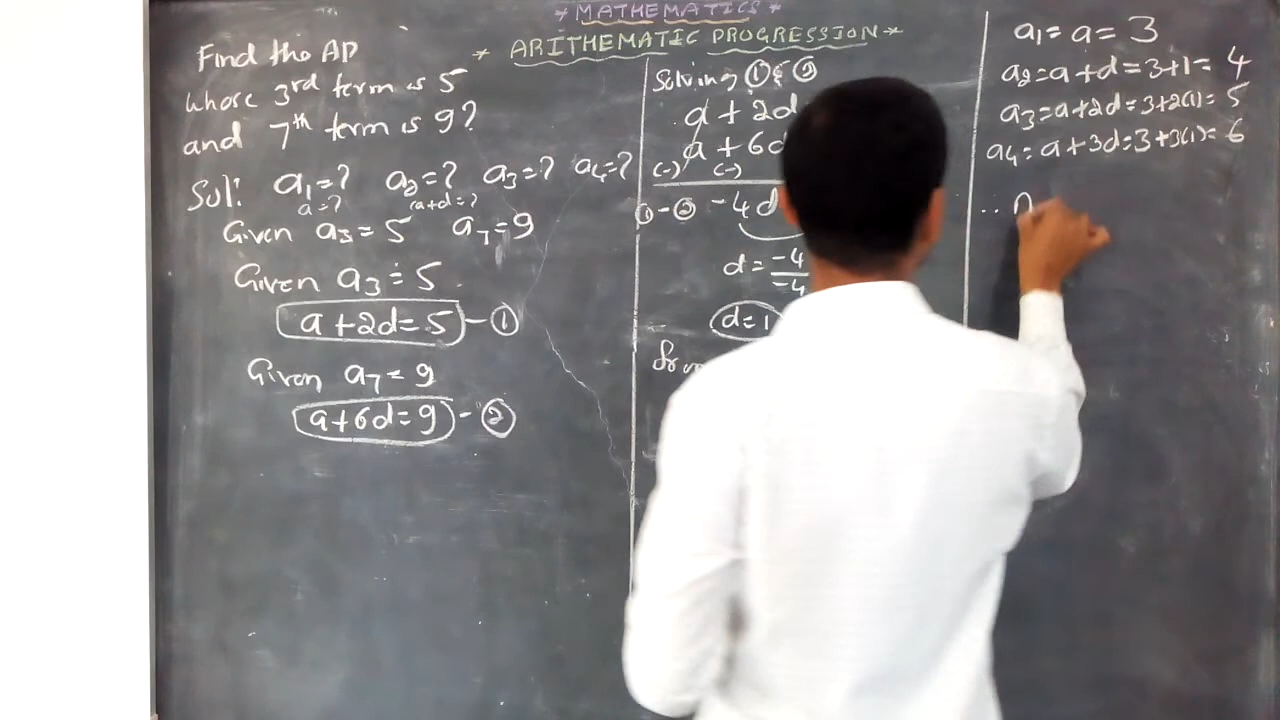 * MATHEMATICS *
* ARITHEMATIC PROGRESSION *
Find the AP
whose 3rd term is 5
and 7th term is 9?
Sol: a1=? a2=? a3=? a4=?
a=? a+d=?
Given a3=5 a7=9
Given a3=5
a+2d=5 - ①
Given a7=9
a+6d=9 - ②
Solving ① & ②
a+2d
a+6d
(-) (-)
①-② -4d
d=-4/-4
d=1
a1=a=3
a2=a+d=3+1=4
a3=a+2d=3+2(1)=5
a4=a+3d=3+3(1)=6